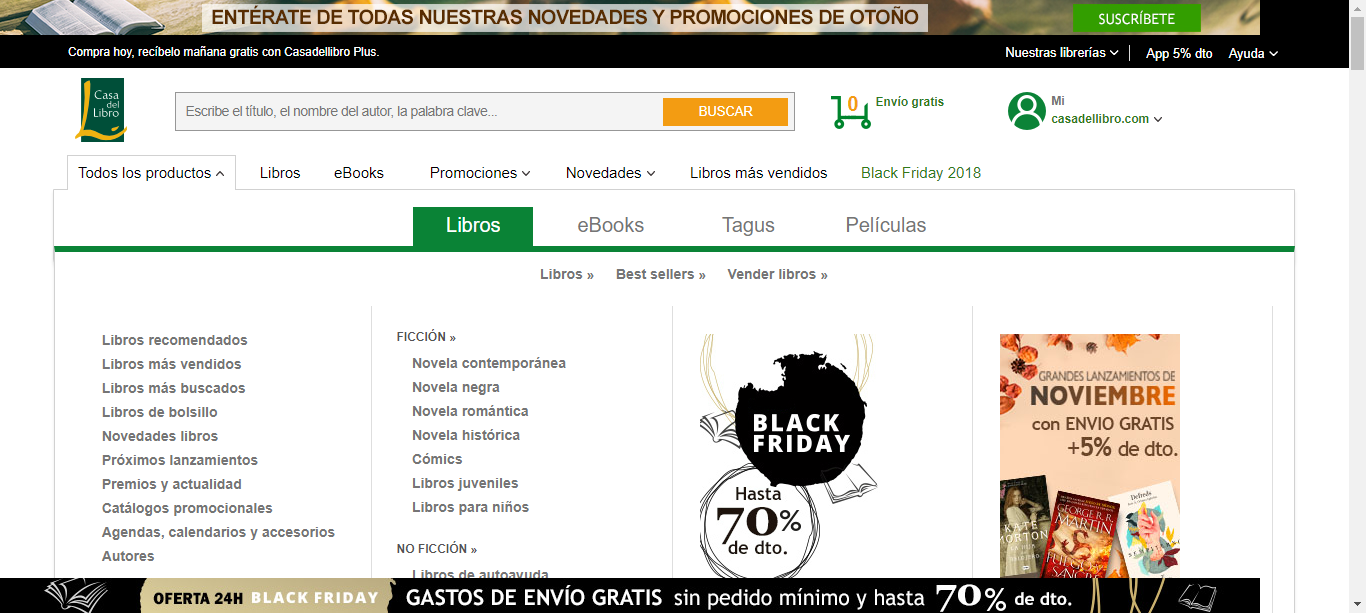 ENTÉRATE DE TODAS NUESTRAS NOVEDADES Y PROMOCIONES DE OTOÑO
SUSCRÍBETE
Compra hoy, recíbelo mañana gratis con Casadellibro Plus.
Nuestras librerías
App 5% dto
Ayuda
Casa
del
Libro
Escribe el título, el nombre del autor, la palabra clave...
BUSCAR
0
Envío gratis
Mi
casadellibro.com
Todos los productos
Libros
eBooks
Promociones
Novedades
Libros más vendidos
Black Friday 2018
Libros
eBooks
Tagus
Películas
Libros »
Best sellers »
Vender libros »
Libros recomendados
Libros más vendidos
Libros más buscados
Libros de bolsillo
Novedades libros
Próximos lanzamientos
Premios y actualidad
Catálogos promocionales
Agendas, calendarios y accesorios
Autores
FICCIÓN »
Novela contemporánea
Novela negra
Novela romántica
Novela histórica
Cómics
Libros juveniles
Libros para niños
NO FICCIÓN »
Libros de autoayuda
BLACK
FRIDAY
Hasta
70%
de dto.
GRANDES LANZAMIENTOS DE
NOVIEMBRE
con ENVIO GRATIS
+5% de dto.
KATE
MORTON
GEORGE R. R.
MARTIN
Defreds
OFERTA 24H BLACK FRIDAY
GASTOS DE ENVÍO GRATIS sin pedido mínimo y hasta 70% de dto.